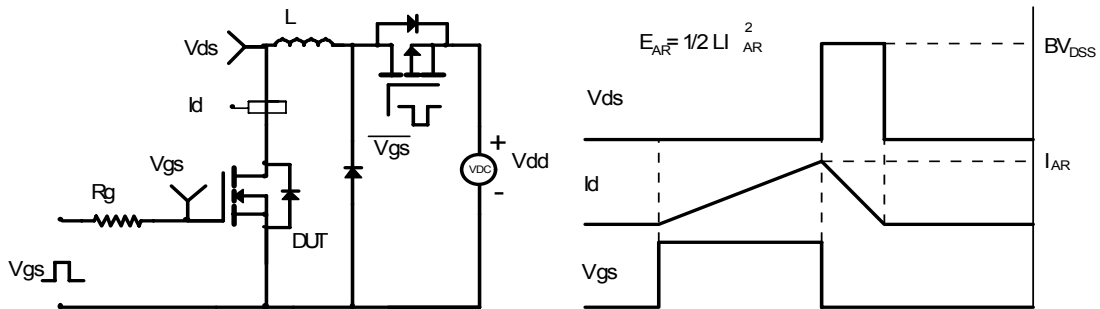 L
Vds
Id
Vgs
Vgs
+
Vdd
VDC
-
Rg
DUT
Vgs
E_AR= 1/2 LI²_AR
BV_DSS
Vds
I_AR
Id
Vgs